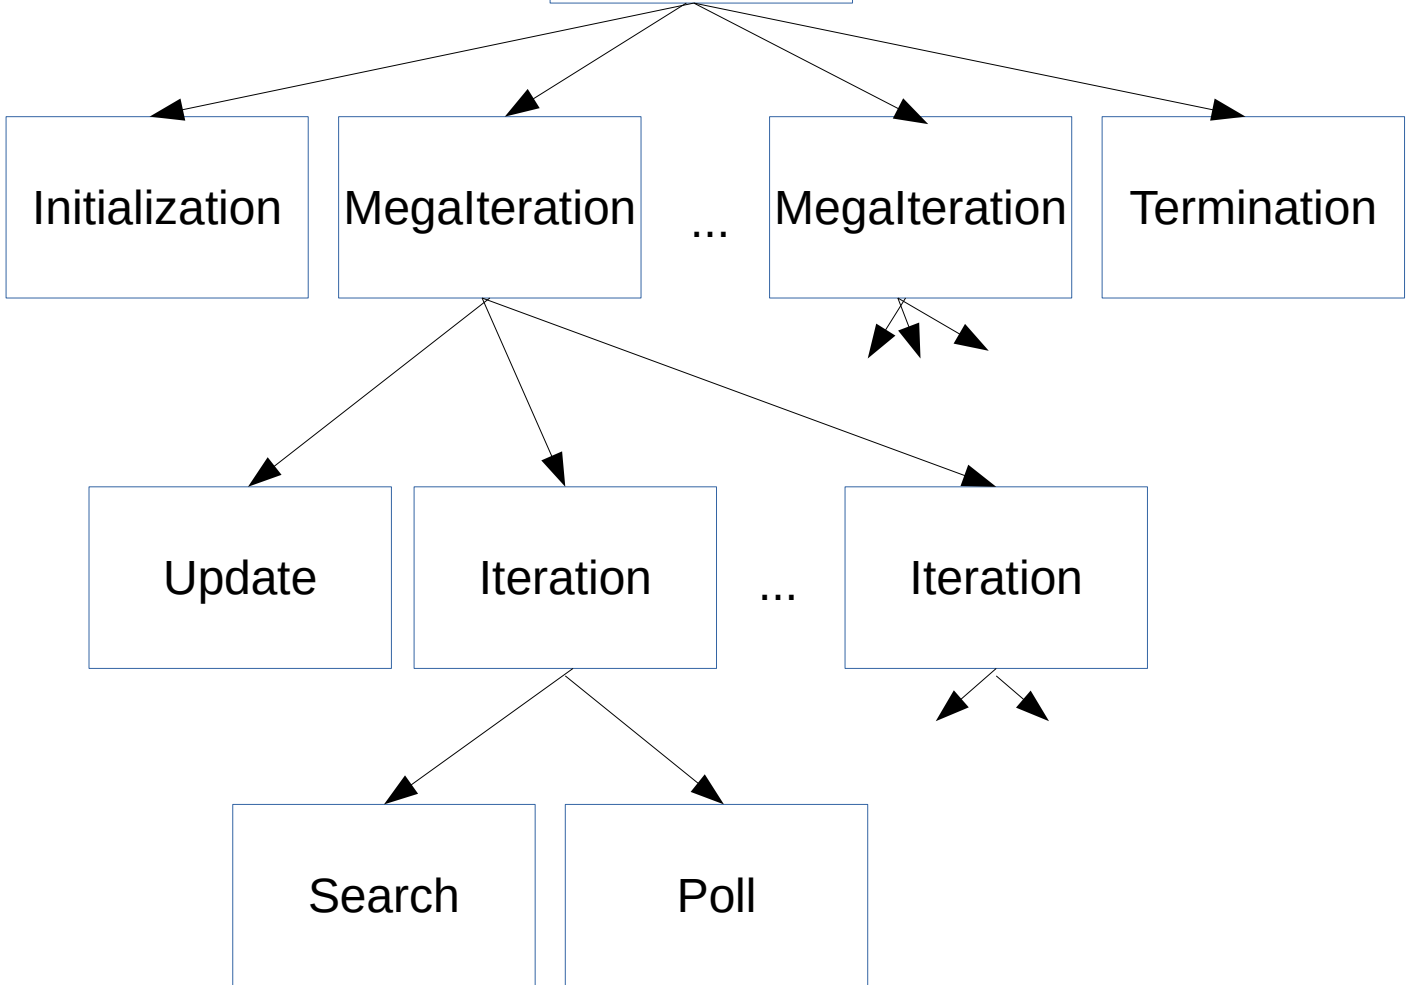 Initialization
MegaIteration
...
MegaIteration
Termination
Update
Iteration
...
Iteration
Search
Poll